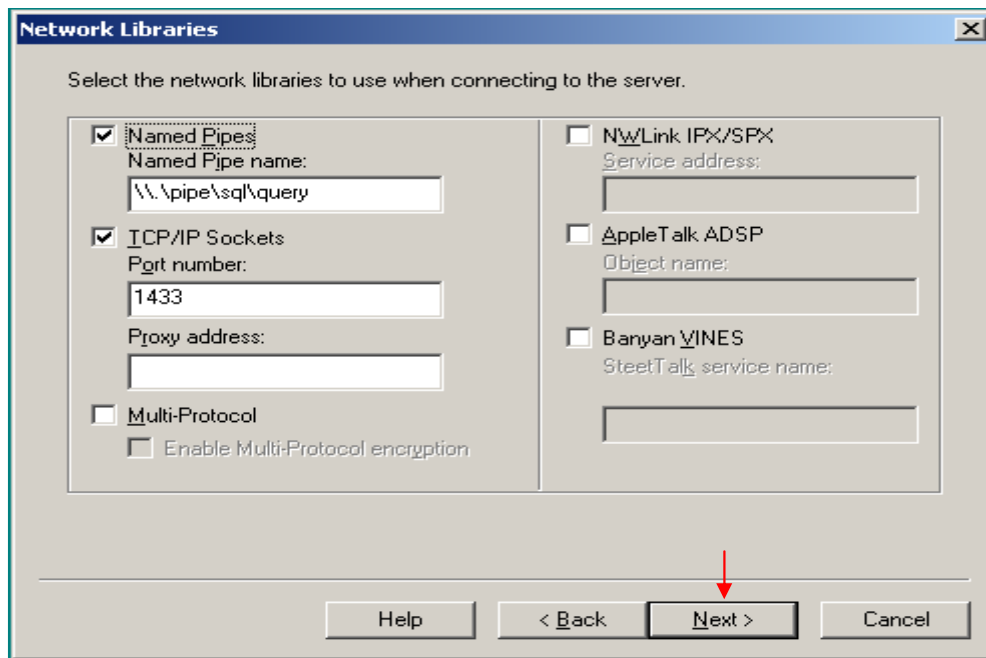 Network Libraries
Select the network libraries to use when connecting to the server.
Named Pipes
Named Pipe name:
\\.\pipe\sql\query
TCP/IP Sockets
Port number:
1433
Proxy address:
Multi-Protocol
Enable Multi-Protocol encryption
NWLink IPX/SPX
Service address:
AppleTalk ADSP
Object name:
Banyan VINES
SteetTalk service name:
Help
< Back
Next >
Cancel